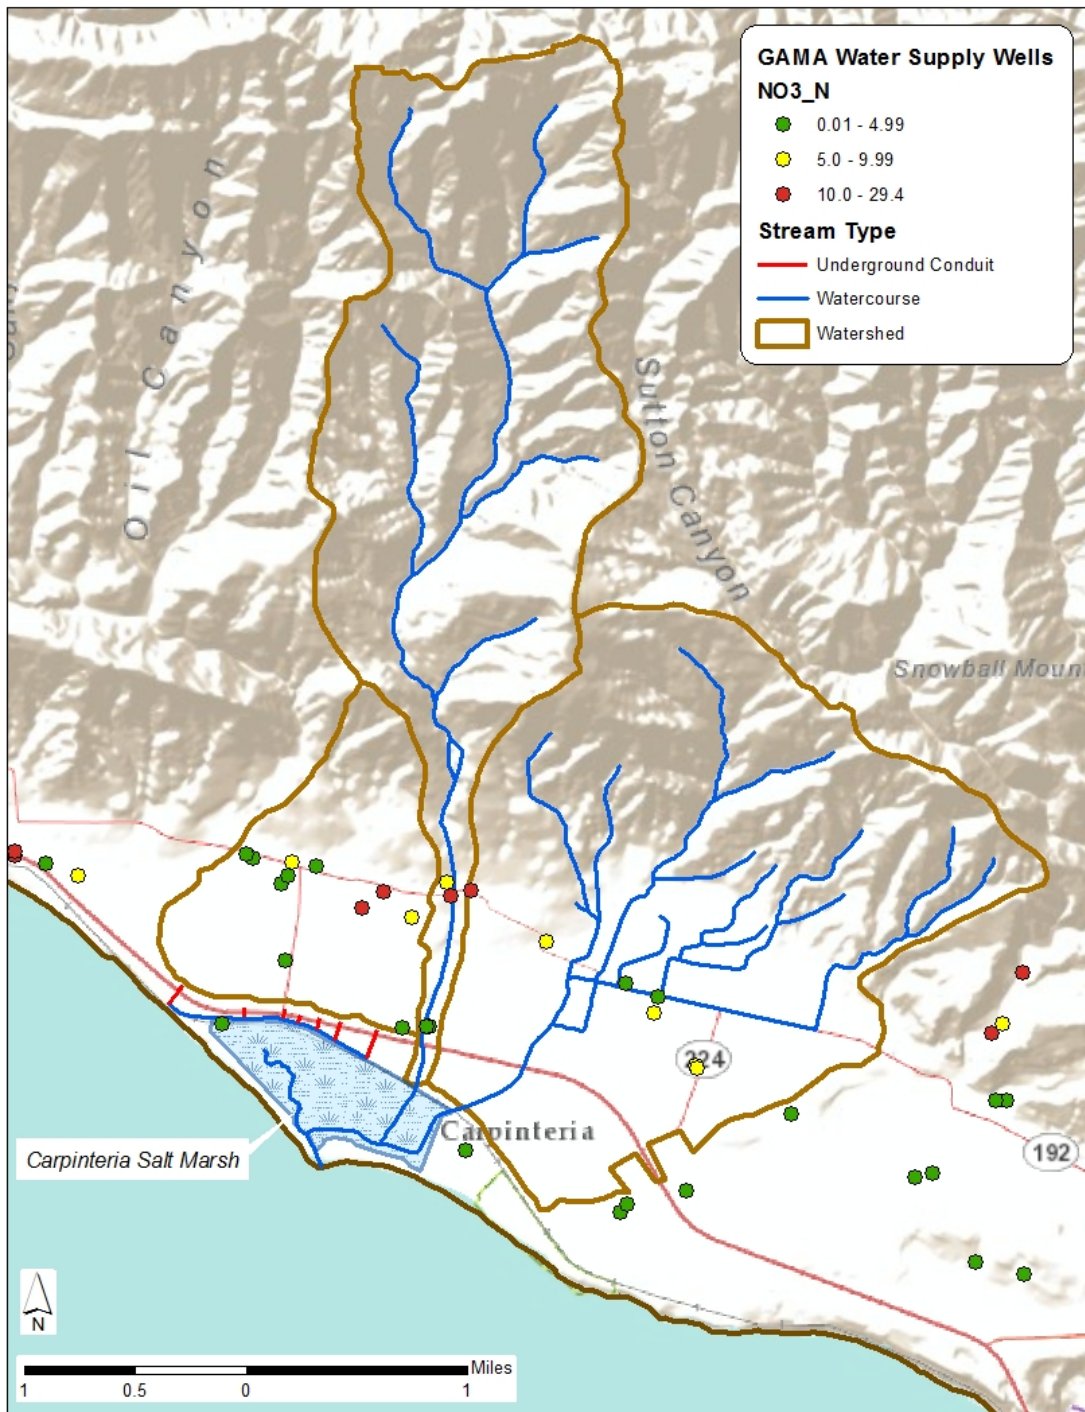 GAMA Water Supply Wells
NO3_N
0.01 - 4.99
5.0 - 9.99
10.0 - 29.4
Stream Type
Underground Conduit
Watercourse
Watershed
Oil Canyon
Sutton Canyon
Snowball Moun
224
Carpinteria
192
Carpinteria Salt Marsh
N
Miles
1 0.5 0 1